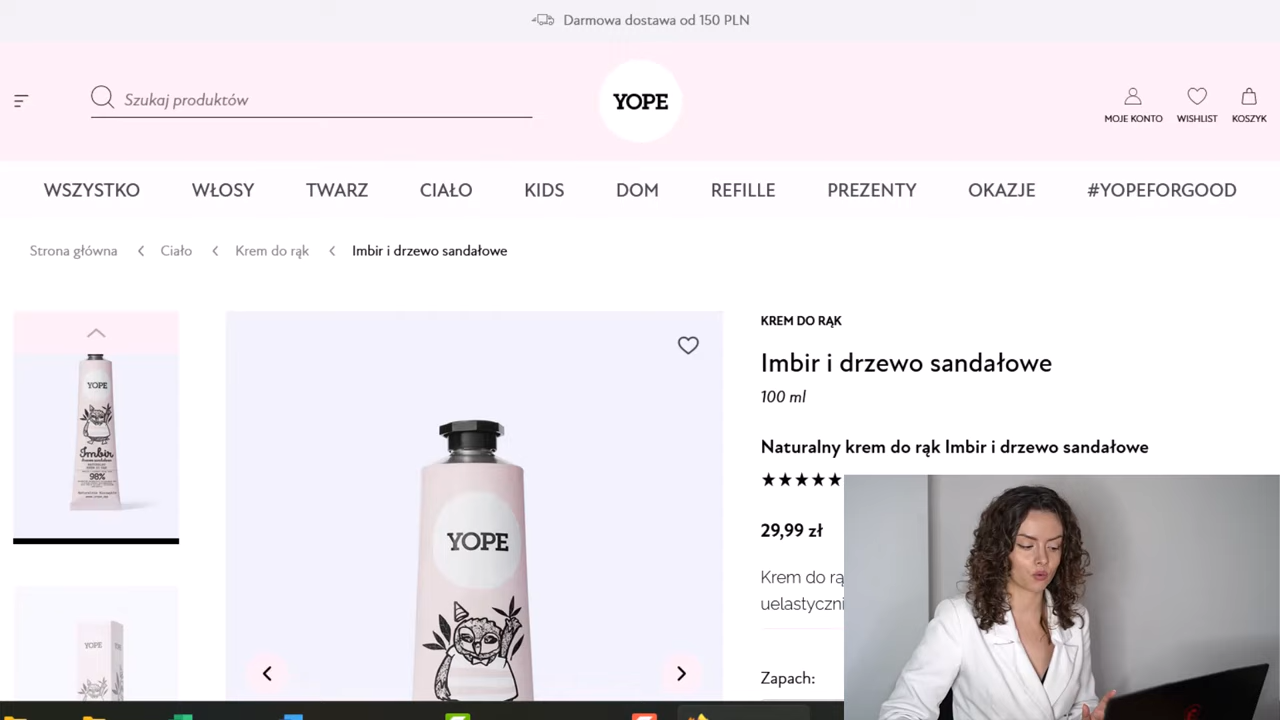 Darmowa dostawa od 150 PLN
Szukaj produktów
YOPE
MOJE KONTO
WISHLIST
KOSZYK
WSZYSTKO
WŁOSY
TWARZ
CIAŁO
KIDS
DOM
REFILLE
PREZENTY
OKAZJE
#YOPEFORGOOD
Strona główna
Ciało
Krem do rąk
Imbir i drzewo sandałowe
YOPE
Imbir
98%
YOPE
YOPE
KREM DO RĄK
Imbir i drzewo sandałowe
100 ml
Naturalny krem do rąk Imbir i drzewo sandałowe
29,99 zł
Krem do rą
uelastyczni
Zapach: